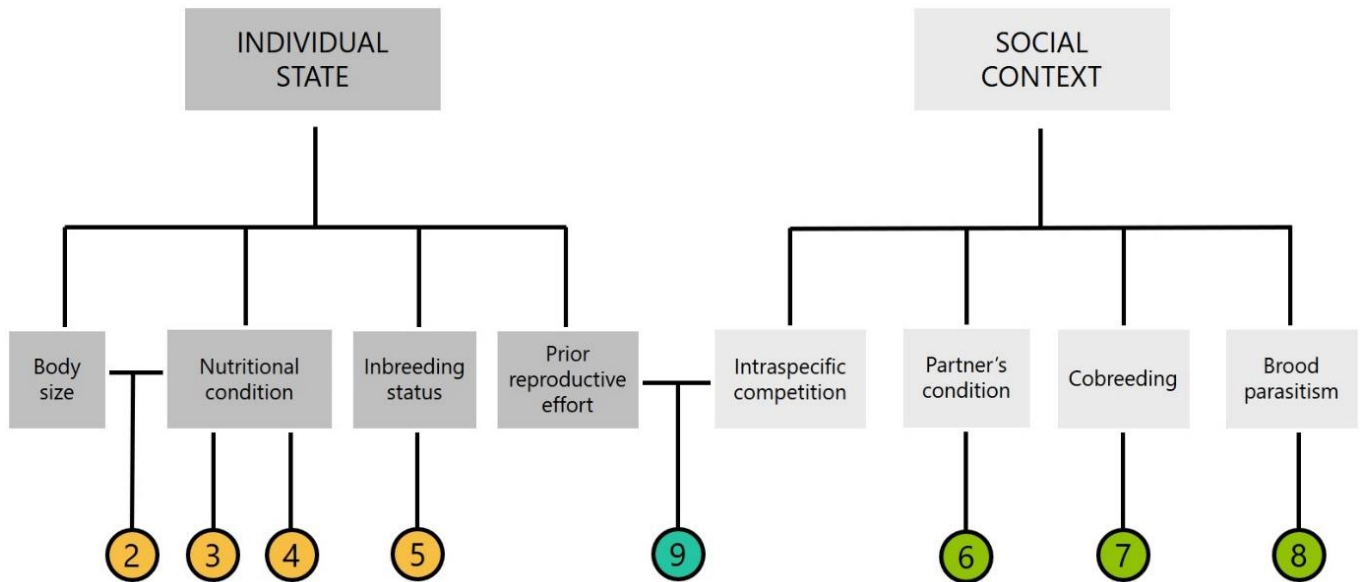 INDIVIDUAL
STATE
SOCIAL
CONTEXT
Body
size
Nutritional
condition
Inbreeding
status
Prior
reproductive
effort
Intraspecific
competition
Partner's
condition
Cobreeding
Brood
parasitism
2
3
4
5
9
6
7
8